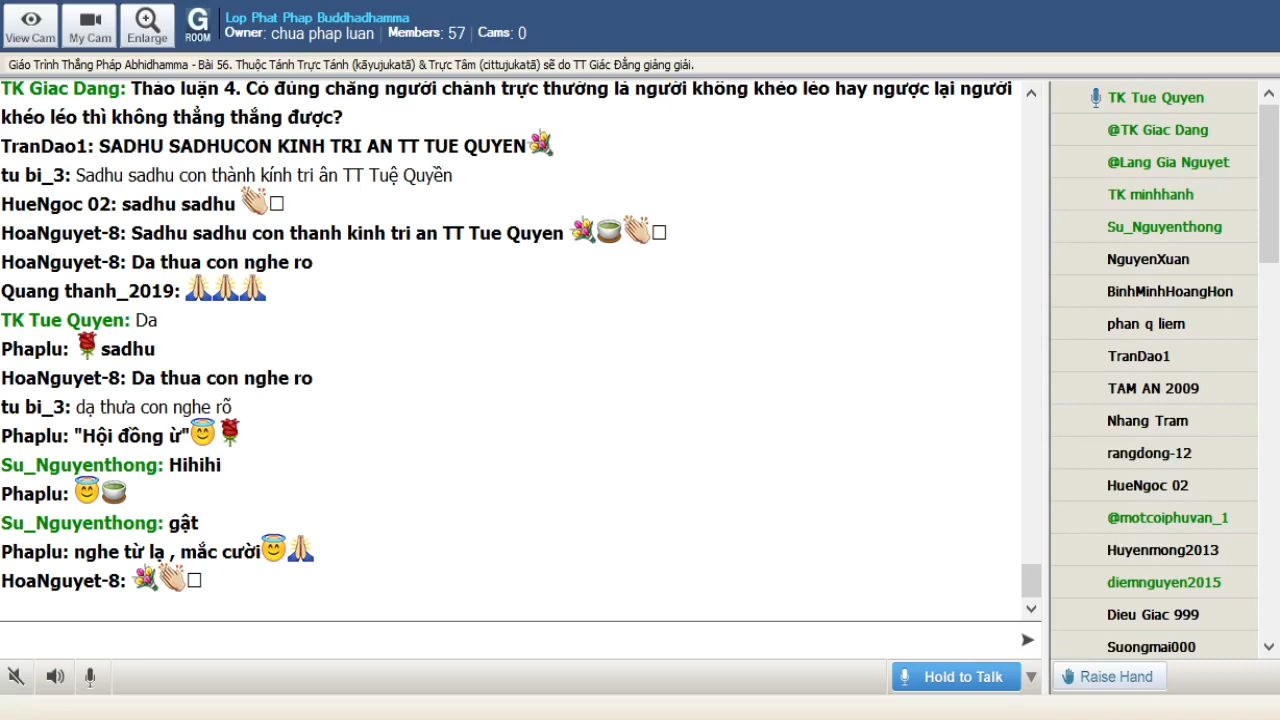 View Cam
My Cam
Enlarge
G
ROOM
Lop Phat Phap Buddhadhamma
Owner: chua phap luan | Members: 57 | Cams: 0
Giáo Trình Thắng Pháp Abhidhamma - Bài 56. Thuộc Tánh Trực Tánh (kāyujukatā) & Trực Tâm (cittujukatā) sẽ do TT Giác Đẳng giảng giải.
TK Giac Dang: Thảo luận 4. Có đúng chăng người chánh trực thường là người không khéo léo hay ngược lại người
khéo léo thì không thẳng thắng được?
TranDao1: SADHU SADHUCON KINH TRI AN TT TUE QUYEN
tu bi_3: Sadhu sadhu con thành kính tri ân TT Tuệ Quyền
HueNgoc 02: sadhu sadhu
HoaNguyet-8: Sadhu sadhu con thanh kinh tri an TT Tue Quyen
HoaNguyet-8: Da thua con nghe ro
Quang thanh_2019:
TK Tue Quyen: Da
Phaplu: sadhu
HoaNguyet-8: Da thua con nghe ro
tu bi_3: dạ thưa con nghe rõ
Phaplu: "Hội đồng ừ"
Su_Nguyenthong: Hihihi
Phaplu:
Su_Nguyenthong: gật
Phaplu: nghe từ lạ , mắc cười
HoaNguyet-8:
Hold to Talk
TK Tue Quyen
@TK Giac Dang
@Lang Gia Nguyet
TK minhhanh
Su_Nguyenthong
NguyenXuan
BinhMinhHoangHon
phan q liem
TranDao1
TAM AN 2009
Nhang Tram
rangdong-12
HueNgoc 02
@motcoiphuvan_1
Huyenmong2013
diemnguyen2015
Dieu Giac 999
Suongmai000
Raise Hand